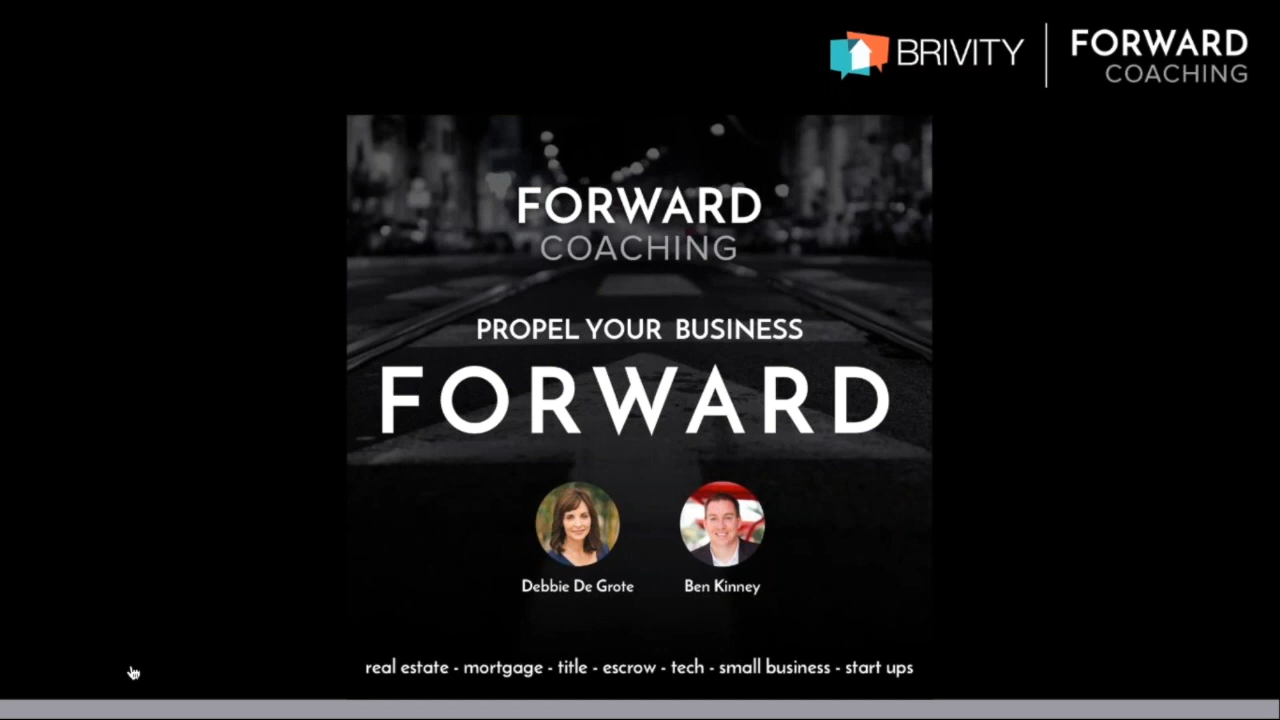 BRIVITY
FORWARD
COACHING
FORWARD
COACHING
PROPEL YOUR BUSINESS
FORWARD
Debbie De Grote
Ben Kinney
real estate - mortgage - title - escrow - tech - small business - start ups